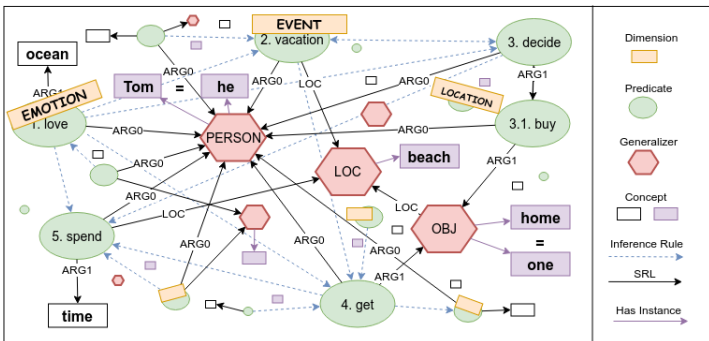 EVENT
2. vacation
3. decide
ocean
ARG0
ARG1
Tom
=
he
ARG0
LOC
ARG0
ARG1
EMOTION
1. love
LOCATION
3.1. buy
ARG0
PERSON
ARG0
ARG0
LOC
beach
ARG1
ARG0
LOC
LOC
OBJ
home
=
one
5. spend
ARG0
ARG0
ARG0
ARG1
ARG1
time
4. get
Dimension
Predicate
Generalizer
Concept
Inference Rule
SRL
Has Instance